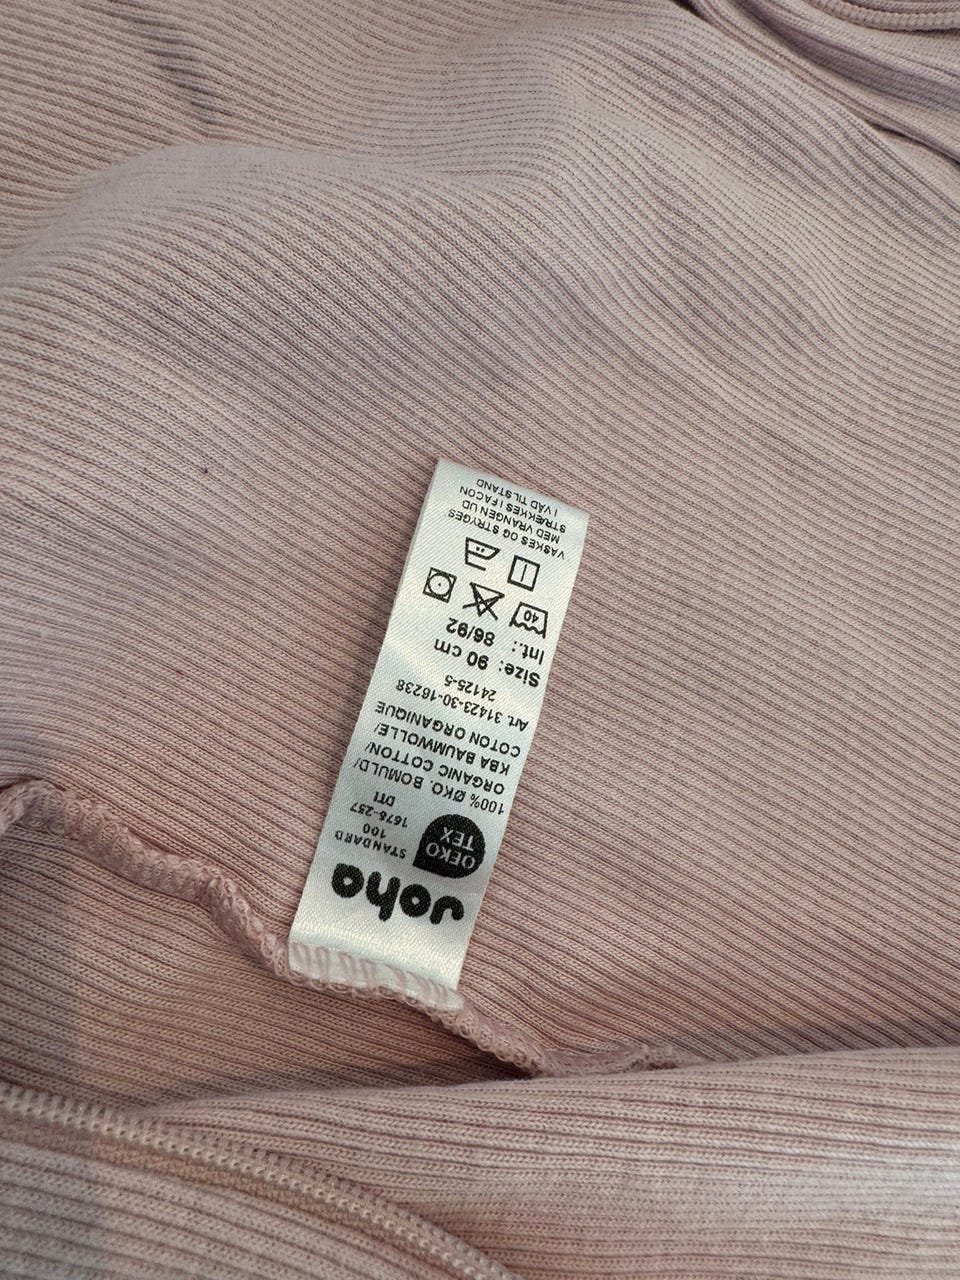 Joha
OEKO
TEX
STANDARD
100
1676-257
DTI
100% ØKO. BOMULD/
ORGANIC COTTON/
KBA BAUMWOLLE/
COTON ORGANIQUE
Art. 31423-30-16238
24125-5
Size: 90 cm
Int.: 86/92
40
VASKES OG STRYGES
MED VRANGEN UD
STRÆKKES I FACON
I VÅD TILSTAND